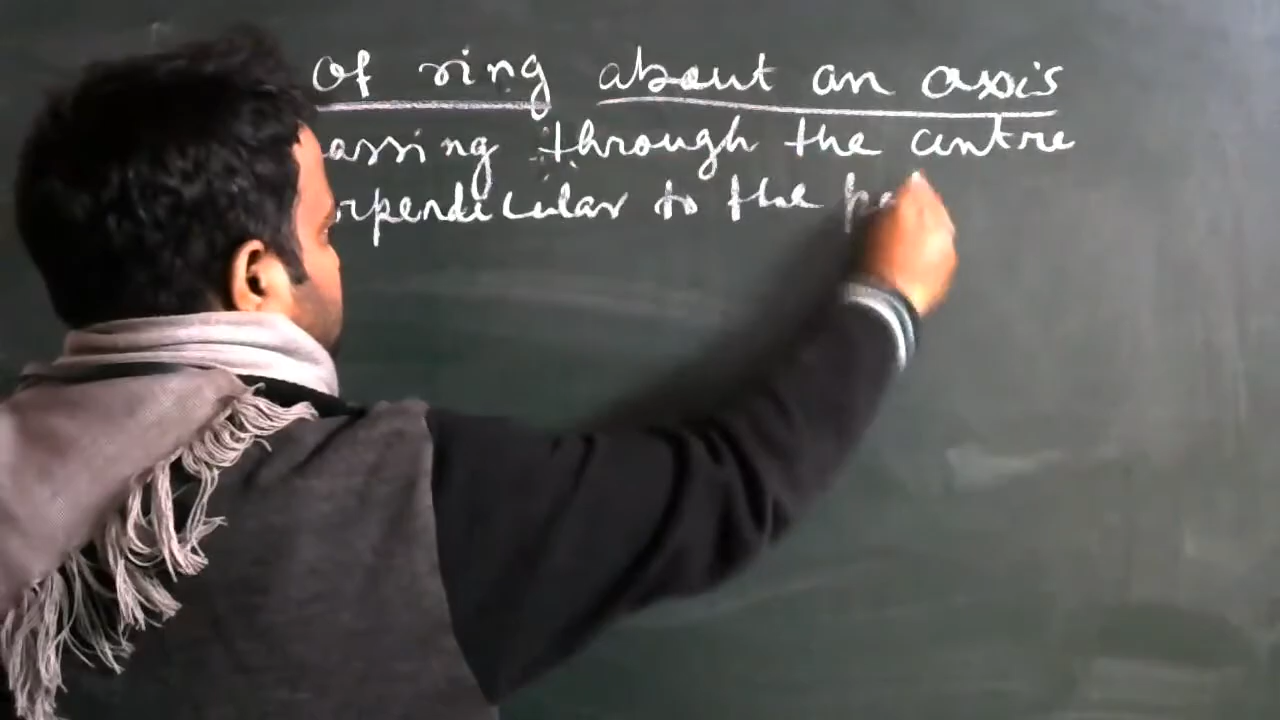 Of ring about an axis
assing through the centre
rpendicular to the